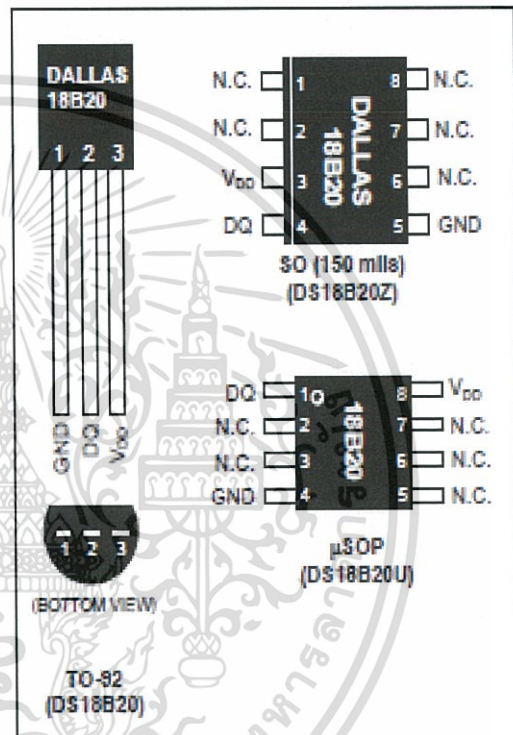 DALLAS
18B20
1 2 3
GND
DQ
VDD
1 2 3
(BOTTOM VIEW)
TO-92
(DS18B20)
N.C. 1 8 N.C.
N.C. 2 7 N.C.
VDD 3 6 N.C.
DQ 4 5 GND
DALLAS
18B20
SO (150 mils)
(DS18B20Z)
DQ 1 8 VDD
N.C. 2 7 N.C.
N.C. 3 6 N.C.
GND 4 5 N.C.
18B20
µSOP
(DS18B20U)